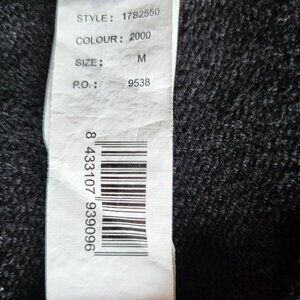 STYLE: 17S2550
COLOUR: 2000
SIZE: M
P.O.: 9538
8 433107 939096